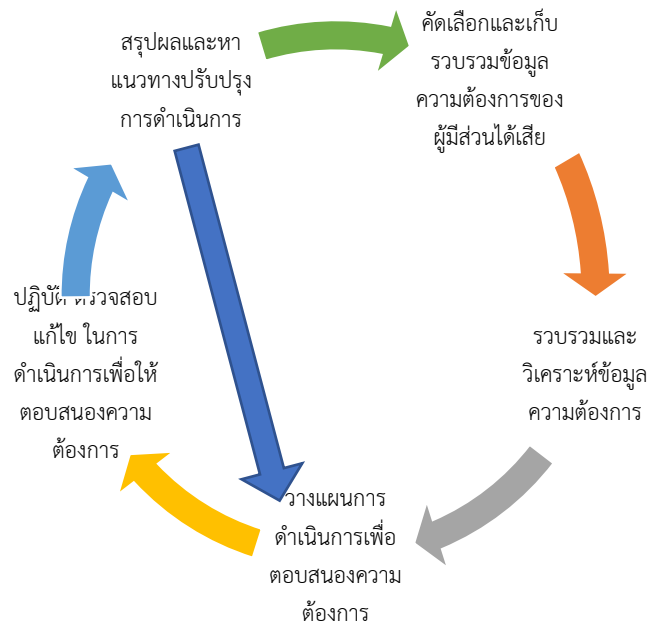 สรุปผลและหา
แนวทางปรับปรุง
การดำเนินการ
คัดเลือกและเก็บ
รวบรวมข้อมูล
ความต้องการของ
ผู้มีส่วนได้เสีย
รวบรวมและ
วิเคราะห์ข้อมูล
ความต้องการ
วางแผนการ
ดำเนินการเพื่อ
ตอบสนองความ
ต้องการ
ปฏิบัติ ตรวจสอบ
แก้ไข ในการ
ดำเนินการเพื่อให้
ตอบสนองความ
ต้องการ